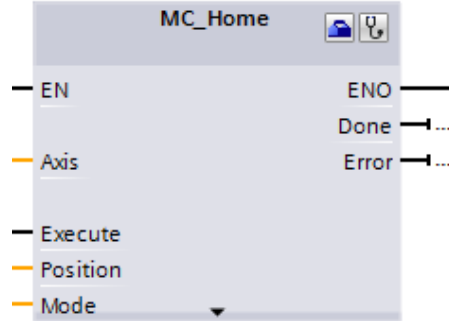 MC_Home
EN ENO
Done
Axis Error
Execute
Position
Mode